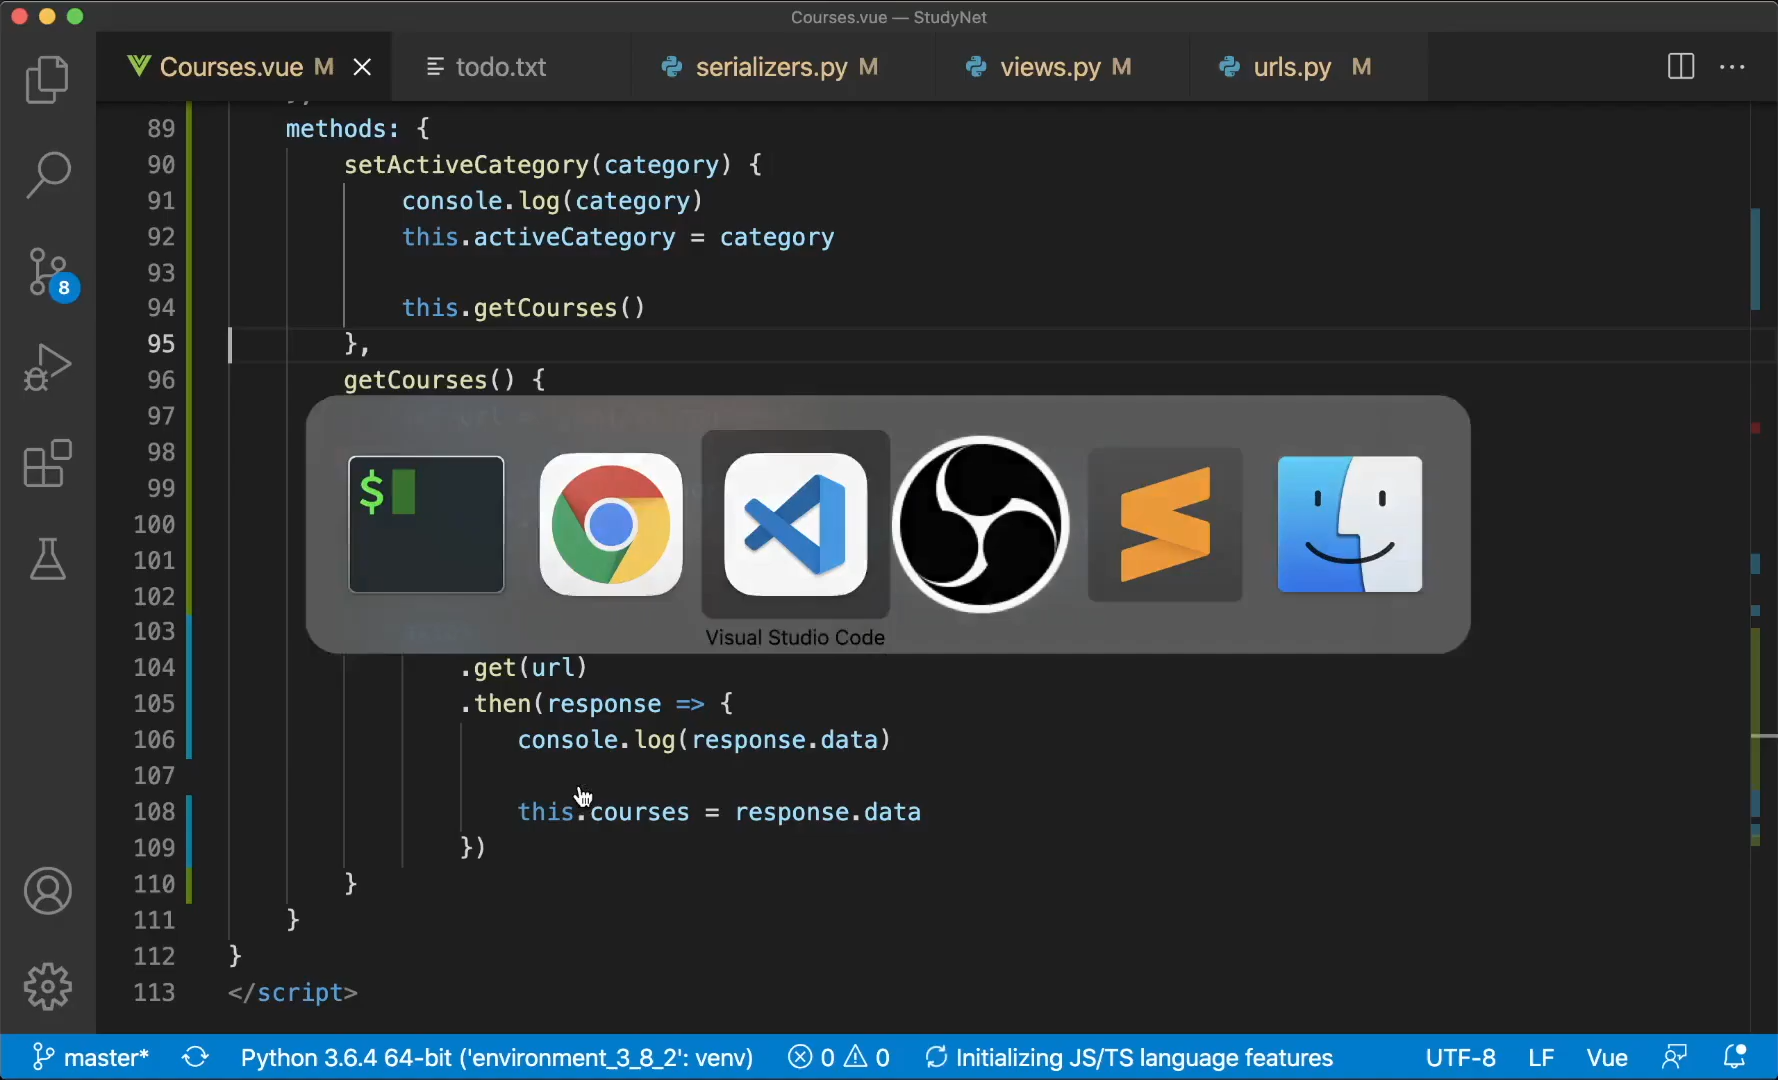 Courses.vue — StudyNet
Courses.vue M
todo.txt
serializers.py M
views.py M
urls.py M
89 methods: {
90 setActiveCategory(category) {
91 console.log(category)
92 this.activeCategory = category
93
94 this.getCourses()
95 },
96 getCourses() {
97
98
99
100
101
102
103
104 .get(url)
105 .then(response => {
106 console.log(response.data)
107
108 this.courses = response.data
109 })
110 }
111 }
112 }
113 </script>
8
$
Visual Studio Code
master* Python 3.6.4 64-bit ('environment_3_8_2': venv) 0 0 Initializing JS/TS language features UTF-8 LF Vue